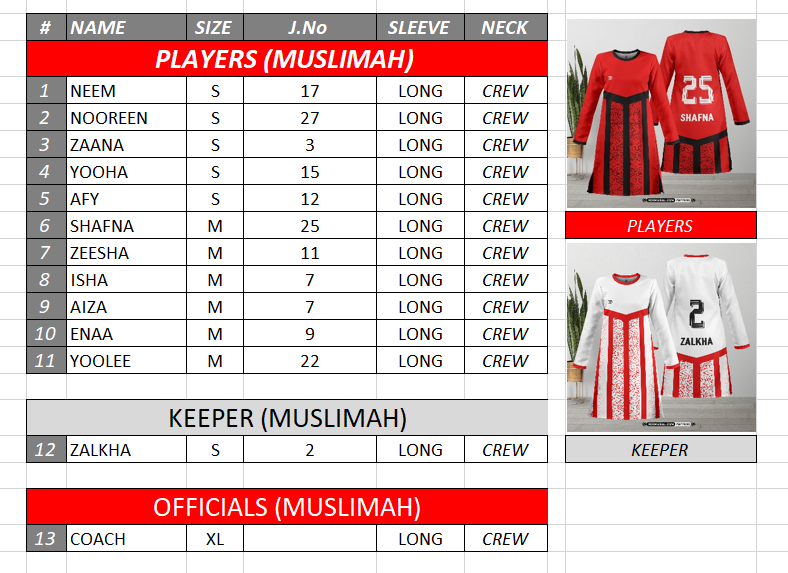 # NAME SIZE J.No SLEEVE NECK
PLAYERS (MUSLIMAH)
1 NEEM S 17 LONG CREW
2 NOOREEN S 27 LONG CREW
3 ZAANA S 3 LONG CREW
4 YOOHA S 15 LONG CREW
5 AFY S 12 LONG CREW
6 SHAFNA M 25 LONG CREW
7 ZEESHA M 11 LONG CREW
8 ISHA M 7 LONG CREW
9 AIZA M 7 LONG CREW
10 ENAA M 9 LONG CREW
11 YOOLEE M 22 LONG CREW
KEEPER (MUSLIMAH)
12 ZALKHA S 2 LONG CREW
OFFICIALS (MUSLIMAH)
13 COACH XL LONG CREW
25
SHAFNA
PLAYERS
2
ZALKHA
KEEPER